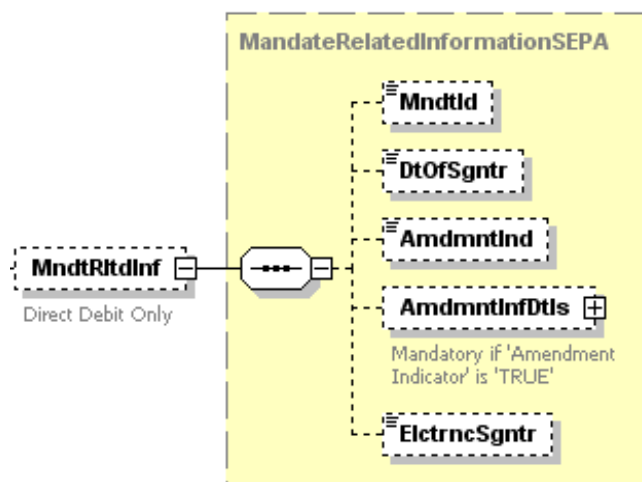 MandateRelatedInformationSEPA
MndtId
DtOfSgntr
AmdmntInd
MndtRltdInf
Direct Debit Only
AmdmntInfDtls
Mandatory if 'Amendment
Indicator' is 'TRUE'
ElctrncSgntr